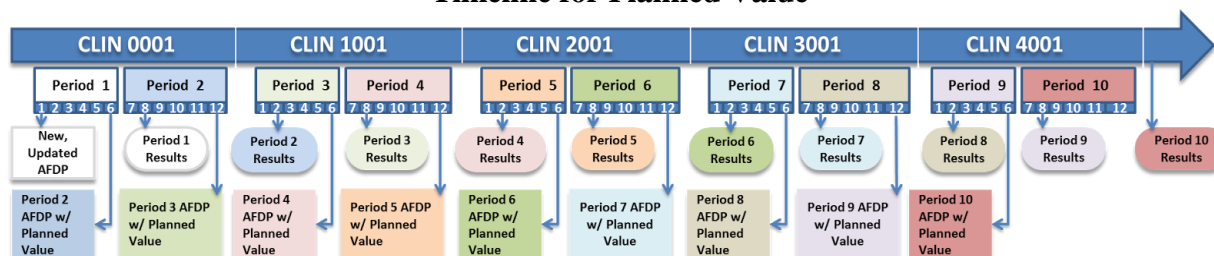 Timeline for Planned Value
CLIN 0001 CLIN 1001 CLIN 2001 CLIN 3001 CLIN 4001
Period 1 Period 2 Period 3 Period 4 Period 5 Period 6 Period 7 Period 8 Period 9 Period 10
1 2 3 4 5 6 7 8 9 10 11 12 1 2 3 4 5 6 7 8 9 10 11 12 1 2 3 4 5 6 7 8 9 10 11 12 1 2 3 4 5 6 7 8 9 10 11 12 1 2 3 4 5 6 7 8 9 10 11 12
New,
Updated
AFDP
Period 1
Results
Period 2
Results
Period 3
Results
Period 4
Results
Period 5
Results
Period 6
Results
Period 7
Results
Period 8
Results
Period 9
Results
Period 10
Results
Period 2
AFDP w/
Planned
Value
Period 3 AFDP
w/ Planned
Value
Period 4
AFDP w/
Planned
Value
Period 5 AFDP
w/ Planned
Value
Period 6
AFDP w/
Planned
Value
Period 7 AFDP
w/ Planned
Value
Period 8
AFDP w/
Planned
Value
Period 9 AFDP
w/ Planned
Value
Period 10
AFDP w/
Planned
Value